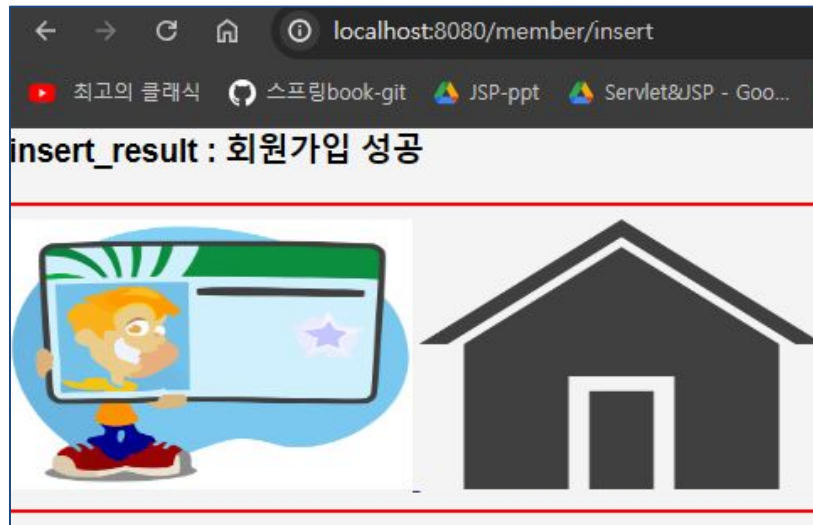 localhost:8080/member/insert
최고의 클래식 스프링book-git JSP-ppt Servlet&JSP - Goo...
insert_result : 회원가입 성공